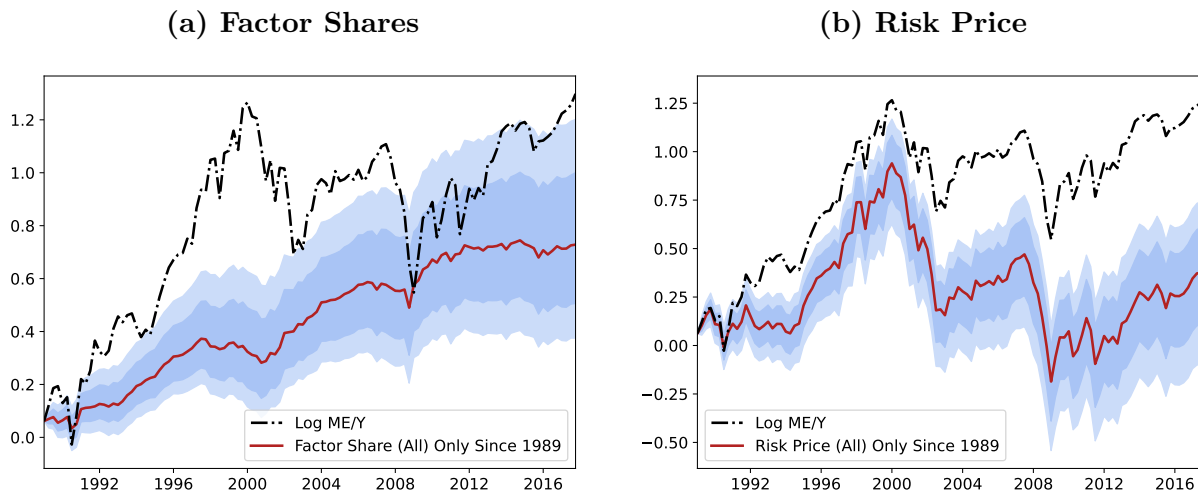 (a) Factor Shares
1.2
1.0
0.8
0.6
0.4
0.2
0.0
Log ME/Y
Factor Share (All) Only Since 1989
1992 1996 2000 2004 2008 2012 2016
(b) Risk Price
1.25
1.00
0.75
0.50
0.25
0.00
−0.25
−0.50
Log ME/Y
Risk Price (All) Only Since 1989
1992 1996 2000 2004 2008 2012 2016